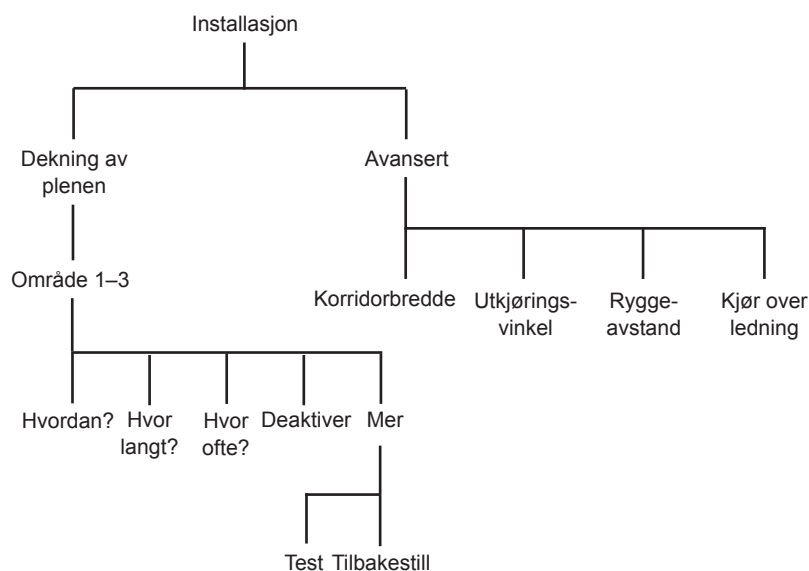 Installasjon
Dekning av
plenen
Avansert
Område 1–3
Korridorbredde
Utkjørings-
vinkel
Rygge-
avstand
Kjør over
ledning
Hvordan?
Hvor
langt?
Hvor
ofte?
Deaktiver
Mer
Test
Tilbakestill